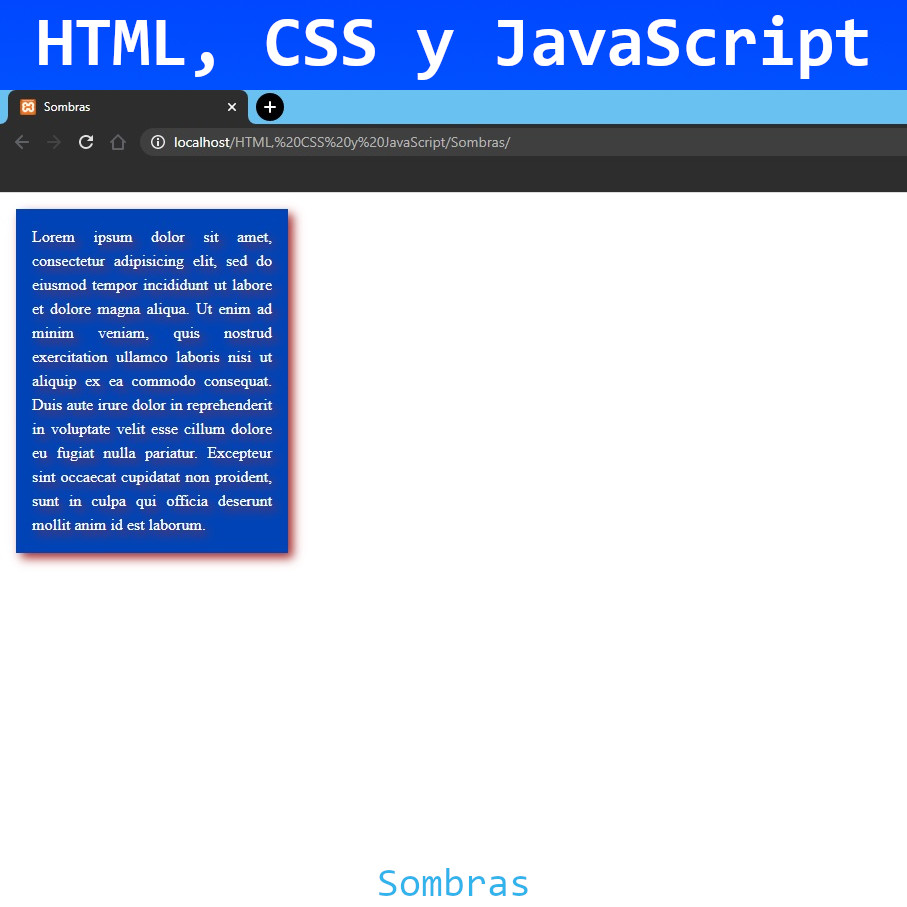 HTML, CSS y JavaScript
Sombras
localhost/HTML,%20CSS%20y%20JavaScript/Sombras/
Lorem ipsum dolor sit amet,
consectetur adipisicing elit, sed do
eiusmod tempor incididunt ut labore
et dolore magna aliqua. Ut enim ad
minim veniam, quis nostrud
exercitation ullamco laboris nisi ut
aliquip ex ea commodo consequat.
Duis aute irure dolor in reprehenderit
in voluptate velit esse cillum dolore
eu fugiat nulla pariatur. Excepteur
sint occaecat cupidatat non proident,
sunt in culpa qui officia deserunt
mollit anim id est laborum.
Sombras